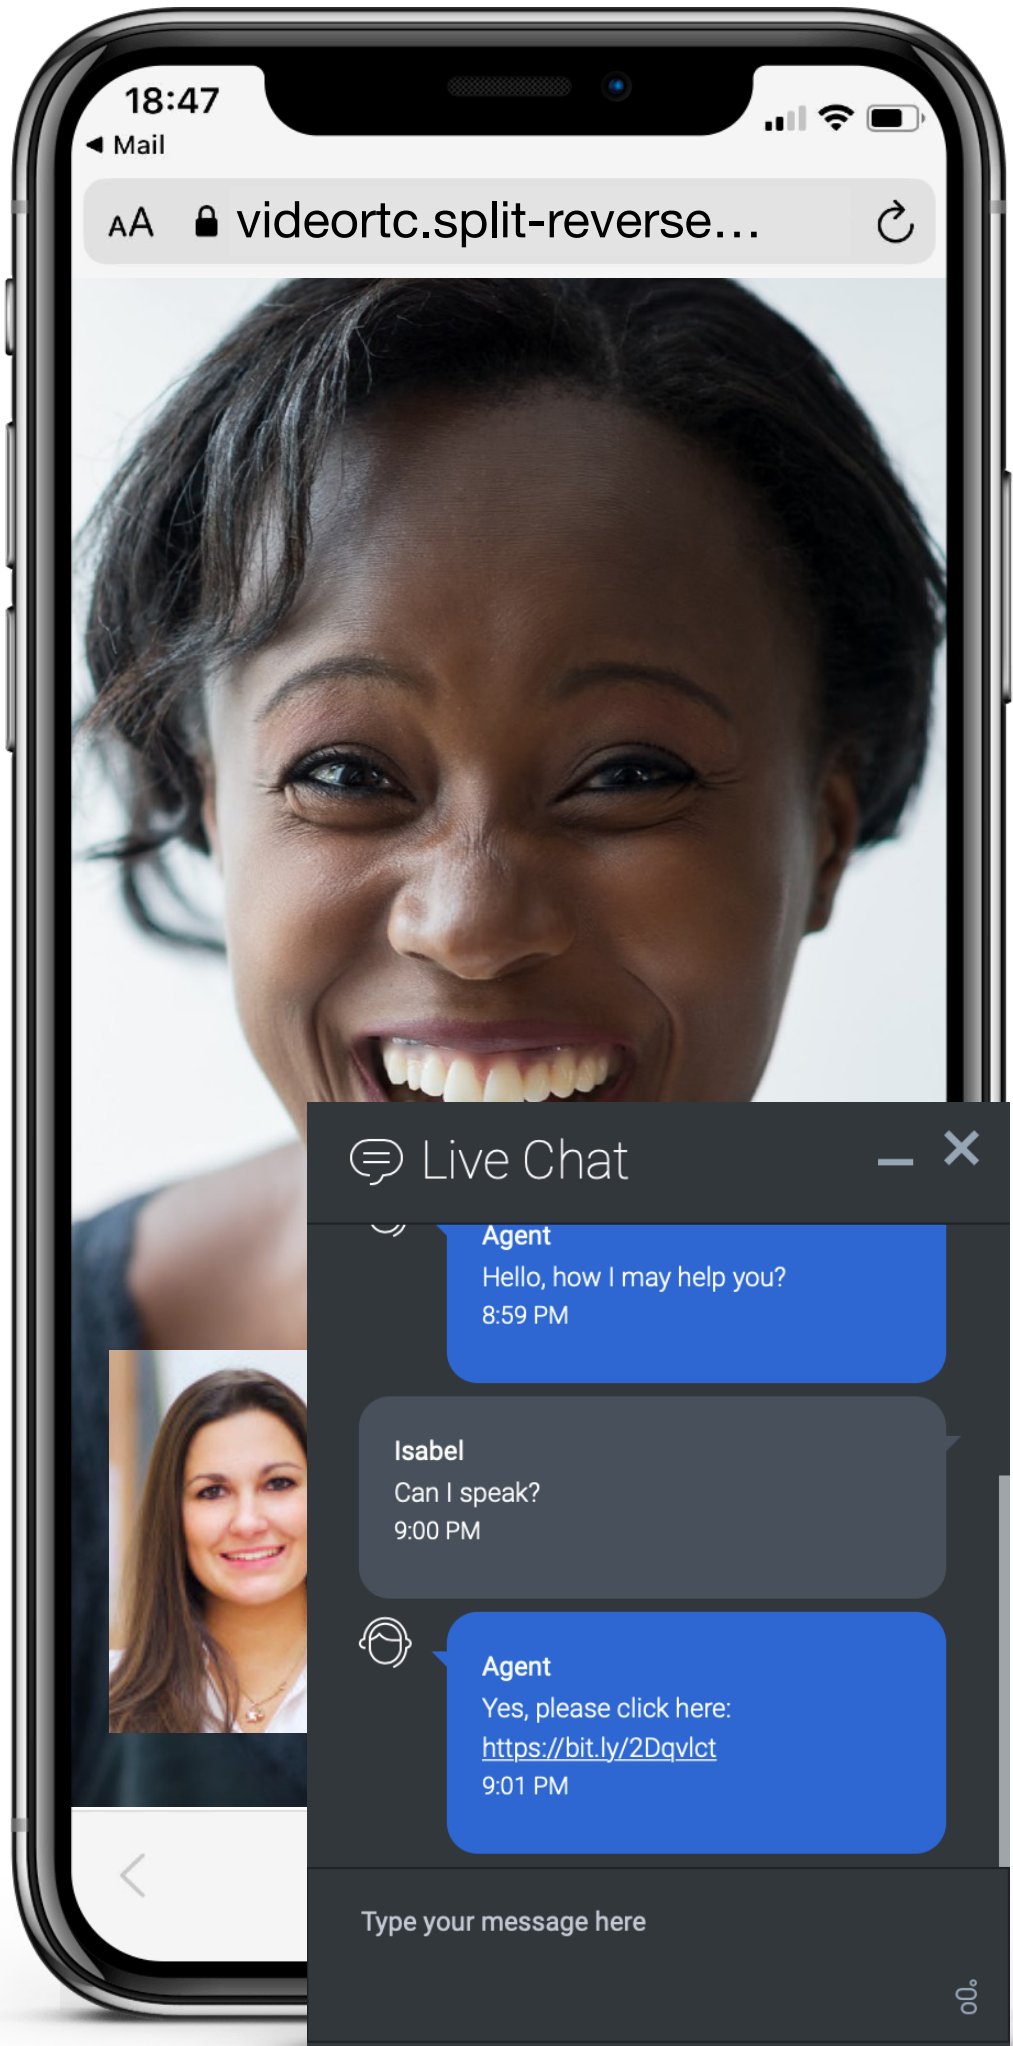 18:47
Mail
AA videortc.split-reverse...
Live Chat
Agent
Hello, how I may help you?
8:59 PM
Isabel
Can I speak?
9:00 PM
Agent
Yes, please click here:
https://bit.ly/2Dqvlct
9:01 PM
Type your message here